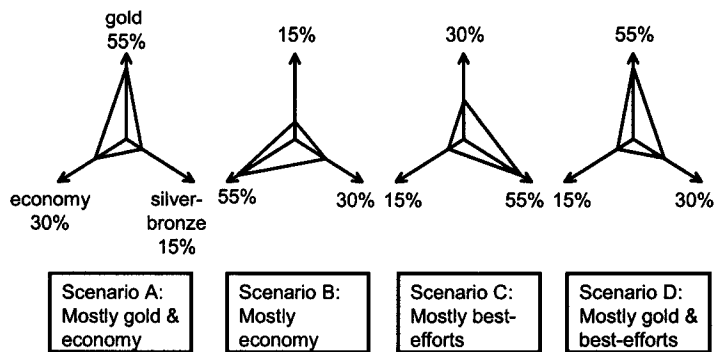 gold
55%
15%
30%
55%
economy
30%
silver-
bronze
15%
55%
30%
15%
55%
15%
30%
Scenario A:
Mostly gold &
economy
Scenario B:
Mostly
economy
Scenario C:
Mostly best-
efforts
Scenario D:
Mostly gold &
& best-efforts